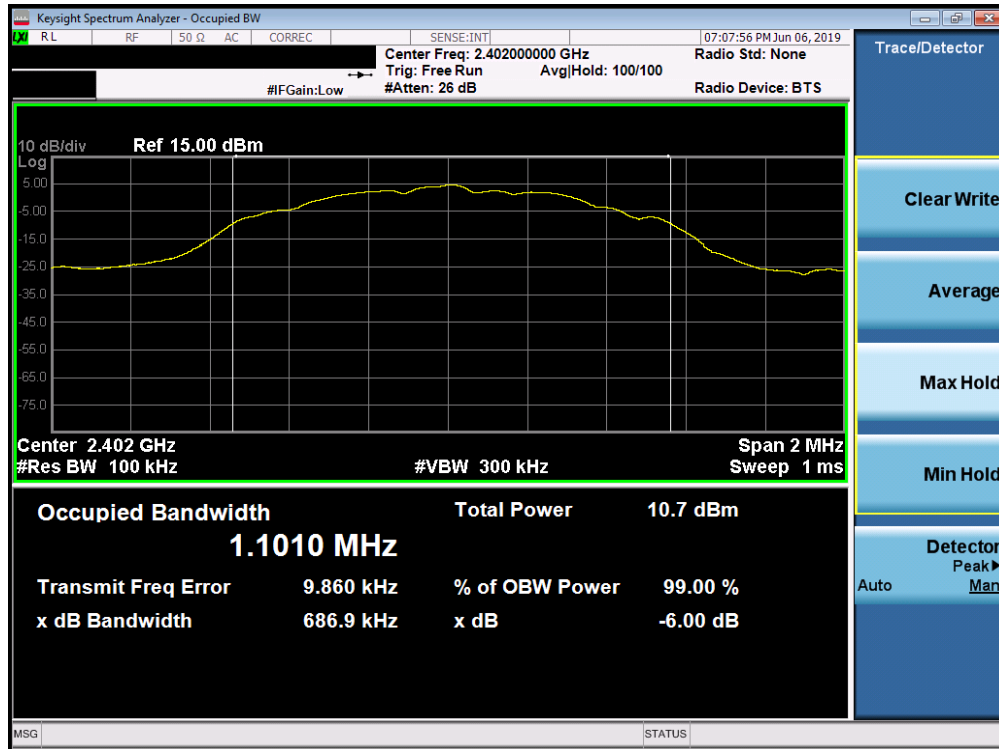 Keysight Spectrum Analyzer - Occupied BW
LXI RL RF 50 Ω AC CORREC SENSE:INT 07:07:56 PM Jun 06, 2019
Center Freq: 2.402000000 GHz Radio Std: None
Trig: Free Run Avg|Hold: 100/100
#IFGain:Low #Atten: 26 dB Radio Device: BTS
Trace/Detector
10 dB/div Ref 15.00 dBm
Log
5.00
-5.00
-15.0
-25.0
-35.0
-45.0
-55.0
-65.0
-75.0
Center 2.402 GHz Span 2 MHz
#Res BW 100 kHz #VBW 300 kHz Sweep 1 ms
Occupied Bandwidth Total Power 10.7 dBm
1.1010 MHz
Transmit Freq Error 9.860 kHz % of OBW Power 99.00 %
x dB Bandwidth 686.9 kHz x dB -6.00 dB
Clear Write
Average
Max Hold
Min Hold
Detector
Peak▶
Auto Man
MSG STATUS